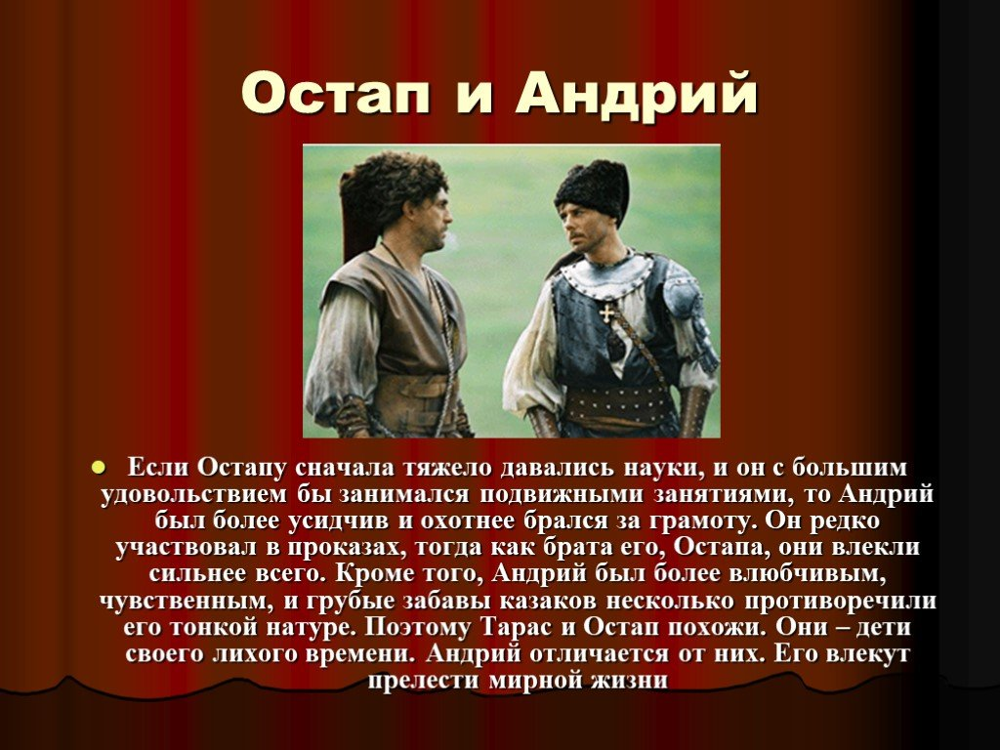 Остап и Андрий
Если Остапу сначала тяжело давались науки, и он с большим
удовольствием бы занимался подвижными занятиями, то Андрий
был более усидчив и охотнее брался за грамоту. Он редко
участвовал в проказах, тогда как брата его, Остапа, они влекли
сильнее всего. Кроме того, Андрий был более влюбчивым,
чувственным, и грубые забавы казаков несколько противоречили
его тонкой натуре. Поэтому Тарас и Остап похожи. Они – дети
своего лихого времени. Андрий отличается от них. Его влекут
прелести мирной жизни